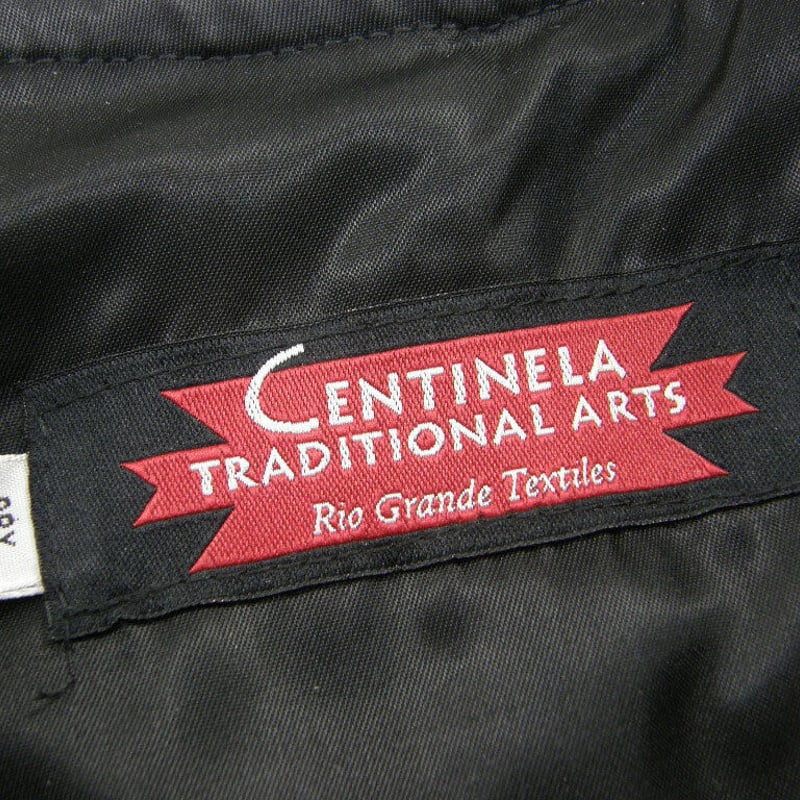 CENTINELA
TRADITIONAL ARTS
Rio Grande Textiles